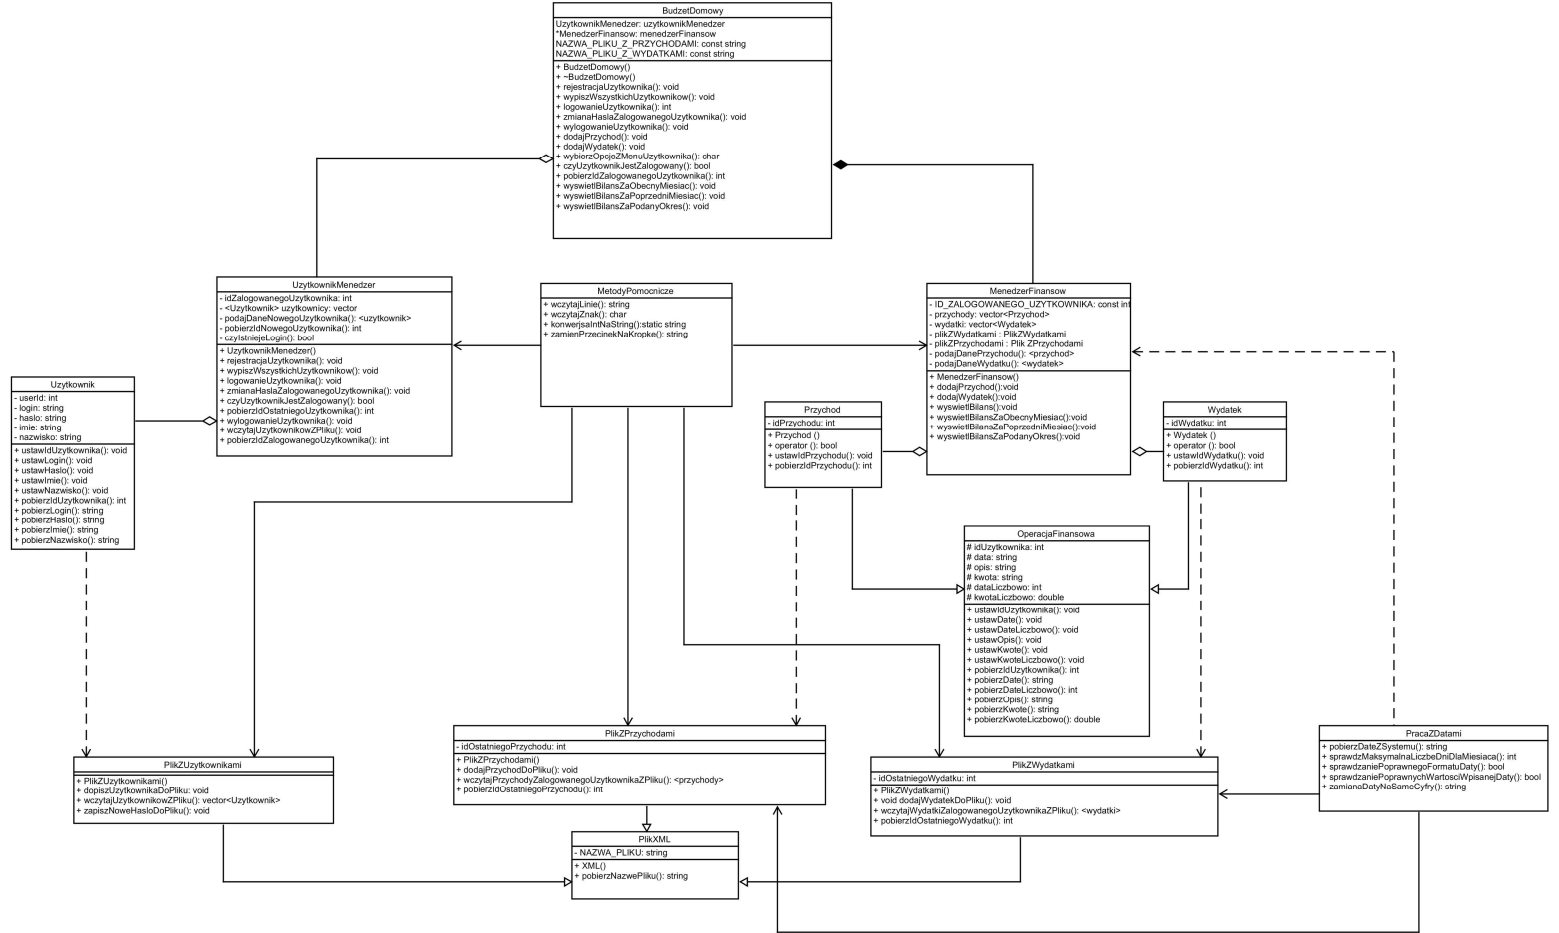 BudzetDomowy
UzytkownikMenedzer: uzytkownikMenedzer
*MenedzerFinansow: menedzerFinansow
NAZWA_PLIKU_Z_PRZYCHODAMI: const string
NAZWA_PLIKU_Z_WYDATKAMI: const string
+ BudzetDomowy()
+ ~BudzetDomowy()
+ rejestracjaUzytkownika(): void
+ wypiszWszystkichUzytkownikow(): void
+ logowanieUzytkownika(): int
+ zmianaHaslaZalogowanegoUzytkownika(): void
+ wylogowanieUzytkownika(): void
+ dodajPrzychod(): void
+ dodajWydatek(): void
+ wybierzOpcjeZMenuUzytkownika(): char
+ czyUzytkownikJestZalogowany(): bool
+ pobierzIdZalogowanegoUzytkownika(): int
+ wyswietlBilansZaObecnyMiesiac(): void
+ wyswietlBilansZaPoprzedniMiesiac(): void
+ wyswietlBilansZaPodanyOkres(): void
UzytkownikMenedzer
- idZalogowanegoUzytkownika: int
- <Uzytkownik> uzytkownicy: vector
- podajDaneNowegoUzytkownika(): <uzytkownik>
- pobierzIdNowegoUzytkownika(): int
- czyIstniejeLogin(): bool
+ UzytkownikMenedzer()
+ rejestracjaUzytkownika(): void
+ wypiszWszystkichUzytkownikow(): void
+ logowanieUzytkownika(): void
+ zmianaHaslaZalogowanegoUzytkownika(): void
+ czyUzytkownikJestZalogowany(): bool
+ pobierzIdOstatniegoUzytkownika(): int
+ wylogowanieUzytkownika(): void
+ wczytajUzytkownikowZPliku(): void
+ pobierzIdZalogowanegoUzytkownika(): int
MetodyPomocnicze
+ wczytajLinie(): string
+ wczytajZnak(): char
+ konwerjsaIntNaString():static string
+ zamienPrzecinekNaKropke(): string
MenedzerFinansow
- ID_ZALOGOWANEGO_UZYTKOWNIKA: const int
- przychody: vector<Przychod>
- wydatki: vector<Wydatek>
- plikZWydatkami : PlikZWydatkami
- plikZPrzychodami : Plik ZPrzychodami
- podajDanePrzychodu(): <przychod>
- podajDaneWydatku(): <wydatek>
+ MenedzerFinansow()
+ dodajPrzychod():void
+ dodajWydatek():void
+ wyswietlBilans():void
+ wyswietlBilansZaObecnyMiesiac():void
+ wyswietlBilansZaPoprzedniMiesiac():void
+ wyswietlBilansZaPodanyOkres():void
Uzytkownik
- userId: int
- login: string
- haslo: string
- imie: string
- nazwisko: string
+ ustawIdUzytkownika(): void
+ ustawLogin(): void
+ ustawHaslo(): void
+ ustawImie(): void
+ ustawNazwisko(): void
+ pobierzIdUzytkownika(): int
+ pobierzLogin(): string
+ pobierzHaslo(): string
+ pobierzImie(): string
+ pobierzNazwisko(): string
Przychod
- idPrzychodu: int
+ Przychod ()
+ operator (): bool
+ ustawIdPrzychodu(): void
+ pobierzIdPrzychodu(): int
Wydatek
- idWydatku: int
+ Wydatek ()
+ operator (): bool
+ ustawIdWydatku(): void
+ pobierzIdWydatku(): int
OperacjaFinansowa
# idUzytkownika: int
# data: string
# opis: string
# kwota: string
# dataLiczbowo: int
# kwotaLiczbowo: double
+ ustawIdUzytkownika(): void
+ ustawDate(): void
+ ustawDateLiczbowo(): void
+ ustawOpis(): void
+ ustawKwote(): void
+ ustawKwoteLiczbowo(): void
+ pobierzIdUzytkownika(): int
+ pobierzDate(): string
+ pobierzDateLiczbowo(): int
+ pobierzOpis(): string
+ pobierzKwote(): string
+ pobierzKwoteLiczbowo(): double
PlikZUzytkownikami
+ PlikZUzytkownikami()
+ dopiszUzytkownikaDoPliku: void
+ wczytajUzytkownikowZPliku(): vector<Uzytkownik>
+ zapiszNoweHasloDoPliku(): void
PlikZPrzychodami
- idOstatniegoPrzychodu: int
+ PlikZPrzychodami()
+ dodajPrzychodDoPliku(): void
+ wczytajPrzychodyZalogowanegoUzytkownikaZPliku(): <przychody>
+ pobierzIdOstatniegoPrzychodu(): int
PlikZWydatkami
- idOstatniegoWydatku: int
+ PlikZWydatkami()
+ void dodajWydatekDoPliku(): void
+ wczytajWydatkiZalogowanegoUzytkownikaZPliku(): <wydatki>
+ pobierzIdOstatniegoWydatku(): int
PracaZDatami
+ pobierzDateZSystemu(): string
+ sprawdzMaksymalnaLiczbeDniDlaMiesiaca(): int
+ sprawdzaniePoprawnegoFormatuDaty(): bool
+ sprawdzaniePoprawnychWartosciWpisanejDaty(): bool
+ zamianaDatyNaSameCyfry(): string
PlikXML
- NAZWA_PLIKU: string
+ XML()
+ pobierzNazwePliku(): string